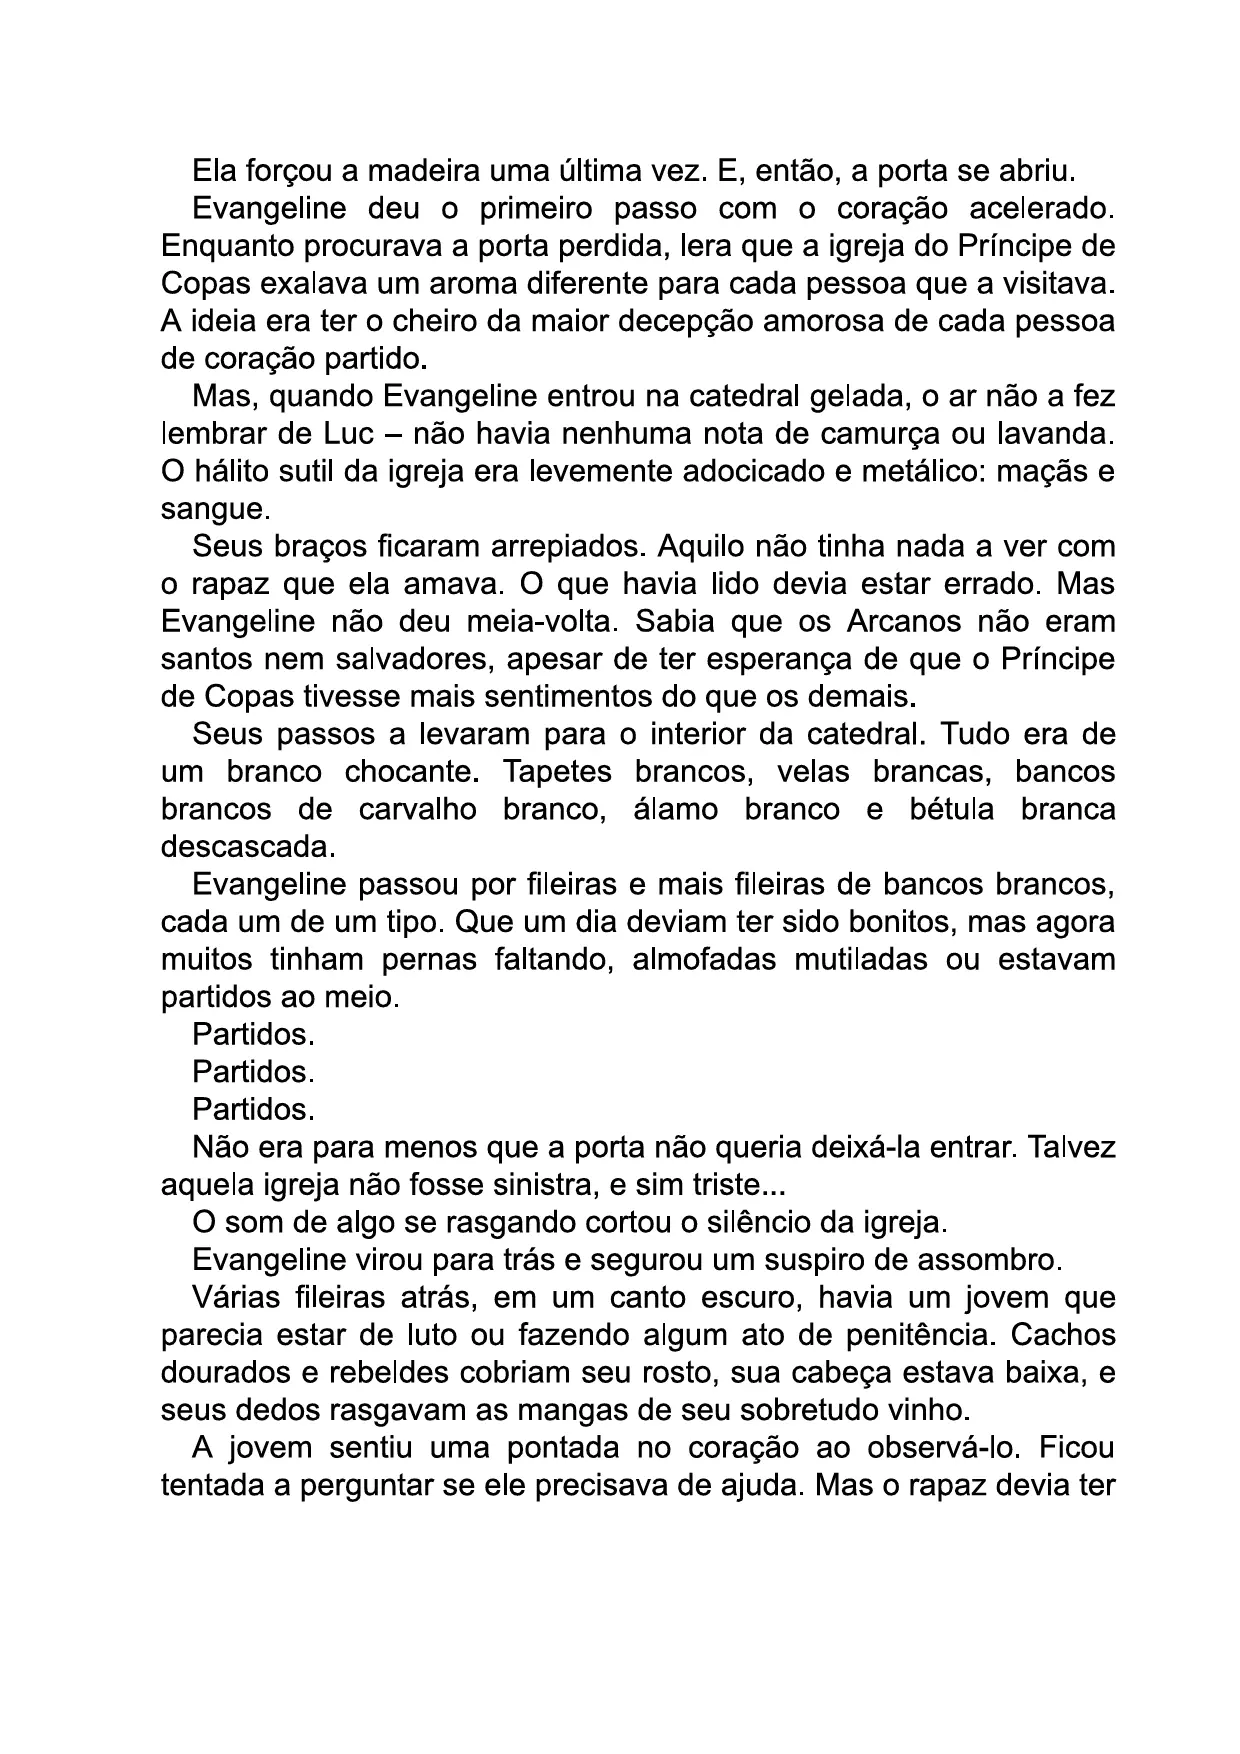 Ela forçou a madeira uma última vez. E, então, a porta se abriu.
Evangeline deu o primeiro passo com o coração acelerado.
Enquanto procurava a porta perdida, lera que a igreja do Príncipe de
Copas exalava um aroma diferente para cada pessoa que a visitava.
A ideia era ter o cheiro da maior decepção amorosa de cada pessoa
de coração partido.
Mas, quando Evangeline entrou na catedral gelada, o ar não a fez
lembrar de Luc – não havia nenhuma nota de camurça ou lavanda.
O hálito sutil da igreja era levemente adocicado e metálico: maçãs e
sangue.
Seus braços ficaram arrepiados. Aquilo não tinha nada a ver com
o rapaz que ela amava. O que havia lido devia estar errado. Mas
Evangeline não deu meia-volta. Sabia que os Arcanos não eram
santos nem salvadores, apesar de ter esperança de que o Príncipe
de Copas tivesse mais sentimentos do que os demais.
Seus passos a levaram para o interior da catedral. Tudo era de
um branco chocante. Tapetes brancos, velas brancas, bancos
brancos de carvalho branco, álamo branco e bétula branca
descascada.
Evangeline passou por fileiras e mais fileiras de bancos brancos,
cada um de um tipo. Que um dia deviam ter sido bonitos, mas agora
muitos tinham pernas faltando, almofadas mutiladas ou estavam
partidos ao meio.
Partidos.
Partidos.
Partidos.
Não era para menos que a porta não queria deixá-la entrar. Talvez
aquela igreja não fosse sinistra, e sim triste...
O som de algo se rasgando cortou o silêncio da igreja.
Evangeline virou para trás e segurou um suspiro de assombro.
Várias fileiras atrás, em um canto escuro, havia um jovem que
parecia estar de luto ou fazendo algum ato de penitência. Cachos
dourados e rebeldes cobriam seu rosto, sua cabeça estava baixa, e
seus dedos rasgavam as mangas de seu sobretudo vinho.
A jovem sentiu uma pontada no coração ao observá-lo. Ficou
tentada a perguntar se ele precisava de ajuda. Mas o rapaz devia ter